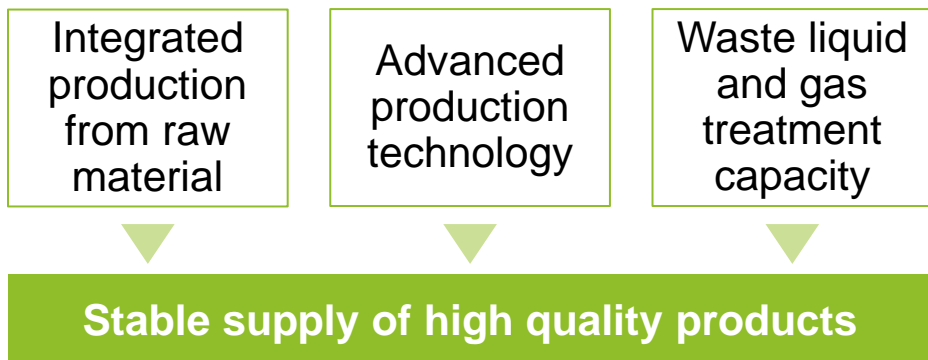 Integrated
production
from raw
material
Advanced
production
technology
Waste liquid
and gas
treatment
capacity
Stable supply of high quality products